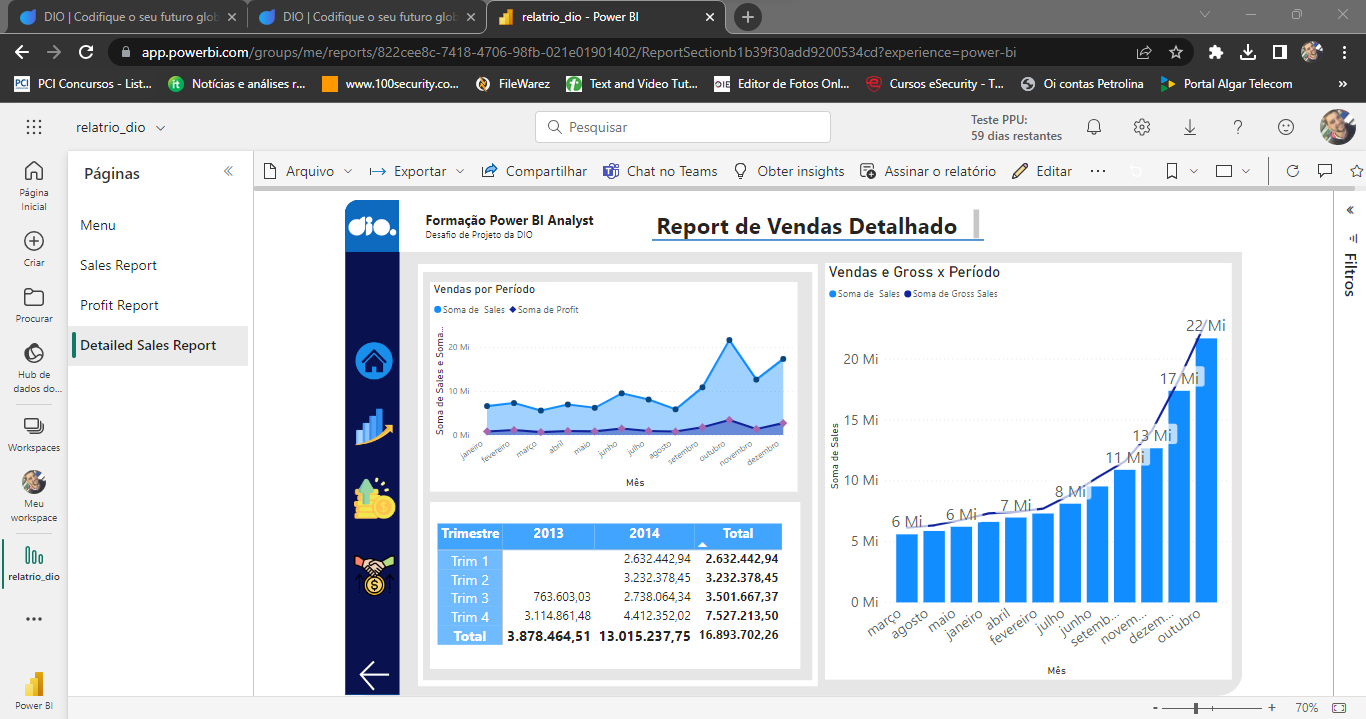 DIO | Codifique o seu futuro glob
DIO | Codifique o seu futuro glob
relatrio_dio - Power BI
app.powerbi.com/groups/me/reports/822cee8c-7418-4706-98fb-021e01901402/ReportSectionb1b39f30add9200534cd?experience=power-bi
PCI Concursos - List...
Notícias e análises r...
www.100security.co...
FileWarez
Text and Video Tut...
Editor de Fotos Onl...
Cursos eSecurity - T...
Oi contas Petrolina
Portal Algar Telecom
relatrio_dio
Pesquisar
Teste PPU:
59 dias restantes
Página
Inicial
Criar
Procurar
Hub de
dados do...
Workspaces
Meu
workspace
relatrio_dio
Power BI
Páginas
Menu
Sales Report
Profit Report
Detailed Sales Report
Arquivo
Exportar
Compartilhar
Chat no Teams
Obter insights
Assinar o relatório
Editar
dio.
Formação Power BI Analyst
Desafio de Projeto da DIO
Report de Vendas Detalhado
Vendas por Período
Soma de Sales
Soma de Profit
Soma de Sales e Soma...
20 Mi
10 Mi
0 Mi
janeiro
fevereiro
março
abril
maio
junho
julho
agosto
setembro
outubro
novembro
dezembro
Mês
Trimestre 2013 2014 Total
Trim 1 2.632.442,94 2.632.442,94
Trim 2 3.232.378,45 3.232.378,45
Trim 3 763.603,03 2.738.064,34 3.501.667,37
Trim 4 3.114.861,48 4.412.352,02 7.527.213,50
Total 3.878.464,51 13.015.237,75 16.893.702,26
Vendas e Gross x Período
Soma de Sales
Soma de Gross Sales
Soma de Sales
20 Mi
15 Mi
10 Mi
5 Mi
0 Mi
6 Mi
6 Mi
7 Mi
8 Mi
11 Mi
13 Mi
17 Mi
22 Mi
março
agosto
maio
janeiro
abril
fevereiro
julho
junho
setemb...
novem...
dezem...
outubro
Mês
Filtros
70%